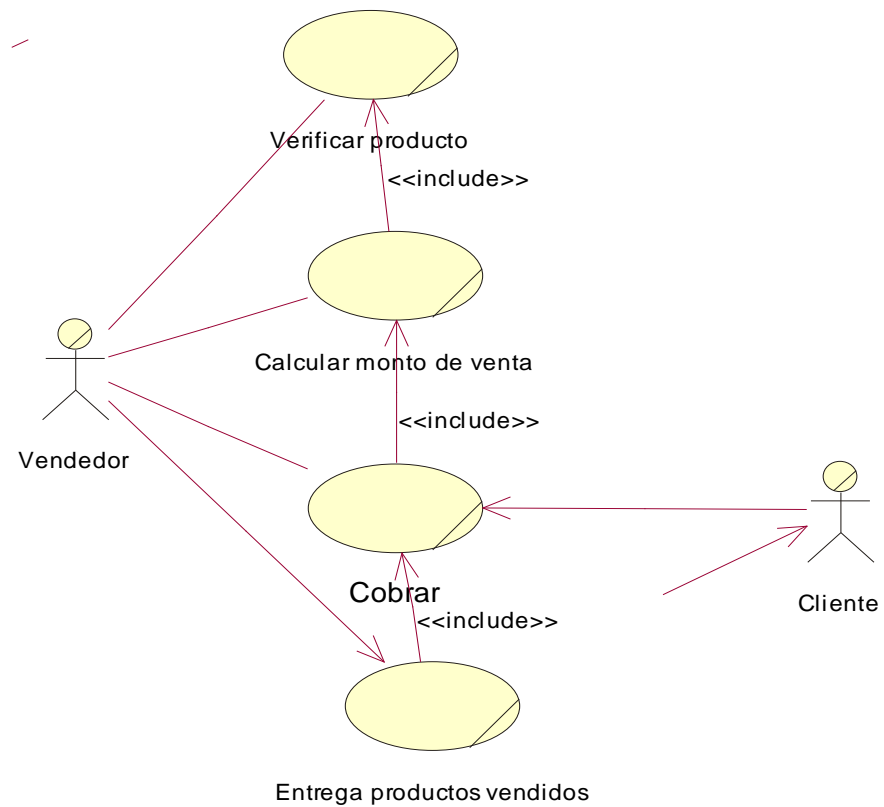 Verificar producto
<<include>>
Calcular monto de venta
<<include>>
Vendedor
Cobrar
Cliente
<<include>>
Entrega productos vendidos